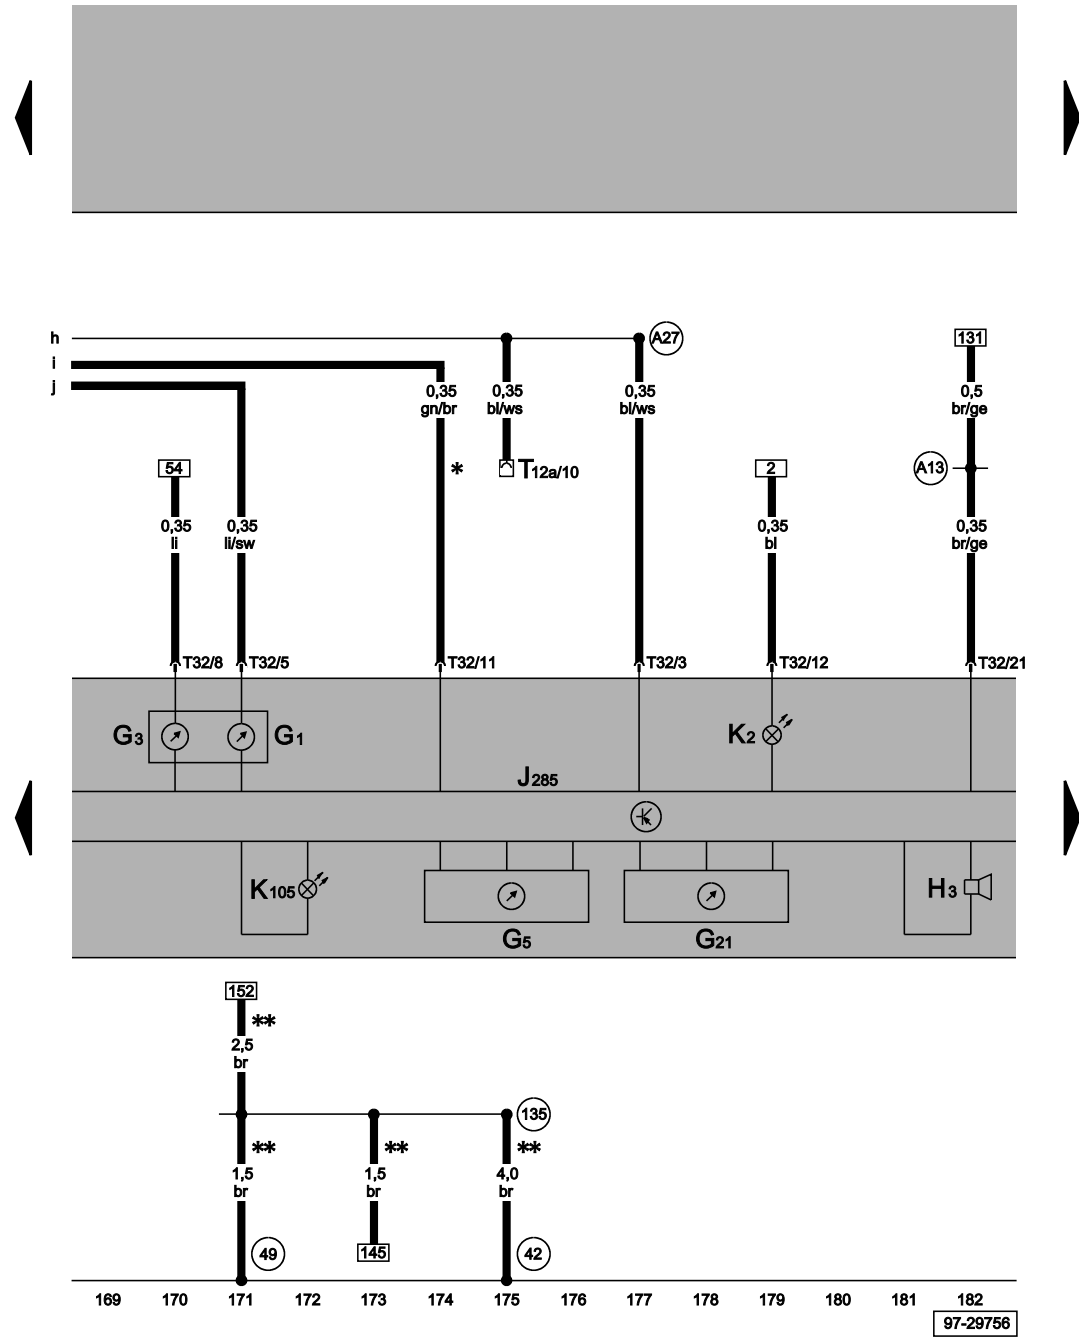 h
A27
131
i
j
0,35 0,35 0,35 0,5
gn/br bl/ws bl/ws br/ge
54 * T12a/10 2 A13
0,35 0,35 0,35 0,35
li li/sw bl br/ge
T32/8 T32/5 T32/11 T32/3 T32/12 T32/21
G3 G1 K2
J285
K105 H3
G5 G21
152
**
2,5
br
135
** ** **
1,5 1,5 4,0
br br br
49 145 42
169 170 171 172 173 174 175 176 177 178 179 180 181 182
97-29756